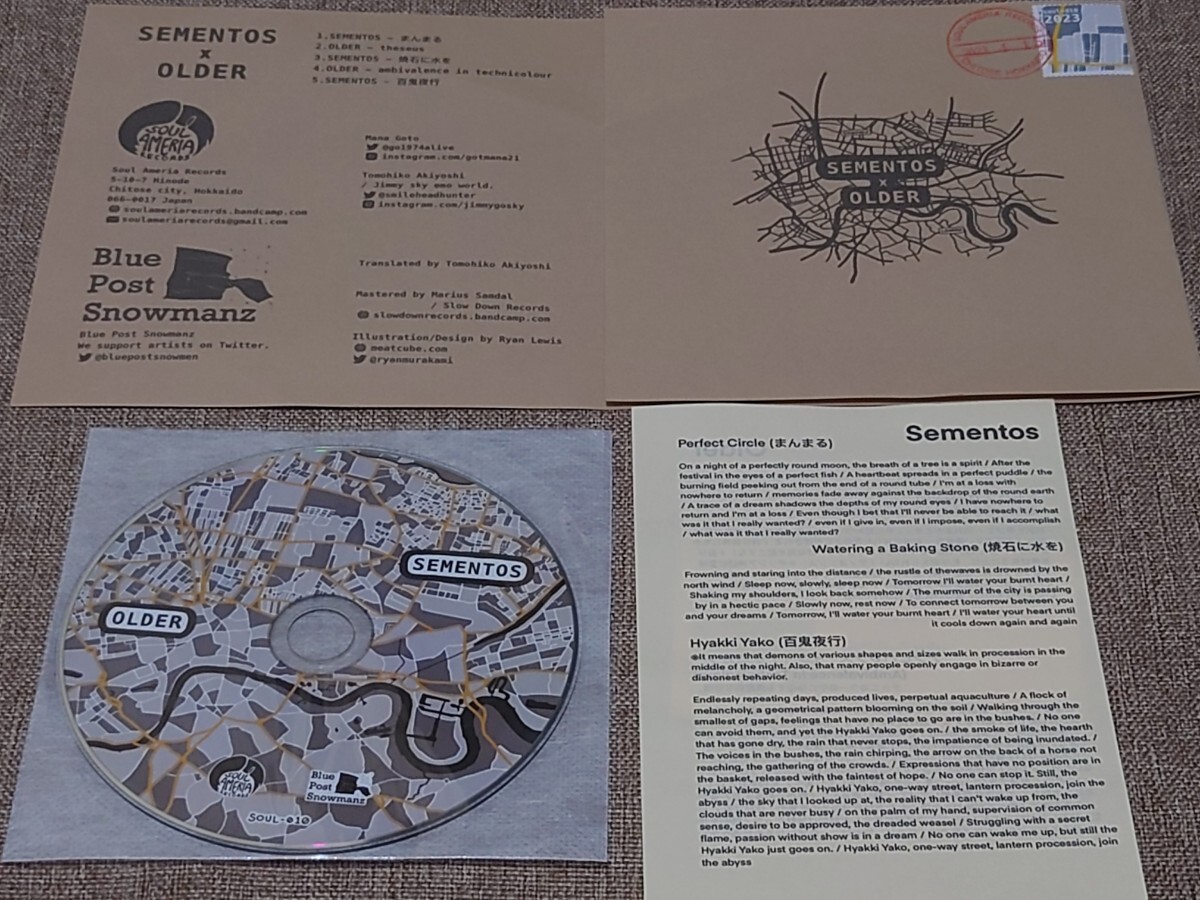 SEMENTOS
x
OLDER
1.SEMENTOS - まんまる
2.OLDER - theseus
3.SEMENTOS - 焼石に水を
4.OLDER - ambivalence in technicolour
5.SEMENTOS - 百鬼夜行
SOUL
AMERIA
RECORDS
Soul Ameria Records
5-10-7 Hinode
Chitose city, Hokkaido
066-0017 Japan
soulameriarecords.bandcamp.com
soulameriarecords@gmail.com
Mana Goto
@go1974alive
instagram.com/gotmana21
Tomohiko Akiyoshi
/ Jimmy sky emo world.
@smileheadhunter
instagram.com/jimmygosky
Blue
Post
Snowmanz
Blue Post Snowmanz
We support artists on Twitter.
@bluepostsnowmen
Translated by Tomohiko Akiyoshi
Mastered by Marius Samdal
/ Slow Down Records
slowdownrecords.bandcamp.com
Illustration/Design by Ryan Lewis
meatcube.com
@ryanmurakami
2023
SEMENTOS
x
OLDER
SEMENTOS
OLDER
SOUL
AMERIA
RECORDS
Blue
Post
Snowmanz
SOUL-010
Sementos
Perfect Circle (まんまる)
On a night of a perfectly round moon, the breath of a tree is a spirit / After the
festival in the eyes of a perfect fish / A heartbeat spreads in a perfect puddle / the
burning field peeking out from the end of a round tube / I'm at a loss with
nowhere to return / memories fade away against the backdrop of the round earth
/ A trace of a dream shadows the depths of my round eyes / I have nowhere to
return and I'm at a loss / Even though I bet that I'll never be able to reach it / what
was it that I really wanted? / even if I give in, even if I impose, even if I accomplish
/ what was it that I really wanted?
Watering a Baking Stone (焼石に水を)
Frowning and staring into the distance / the rustle of thewaves is drowned by the
north wind / Sleep now, slowly, sleep now / Tomorrow I'll water your burnt heart /
Shaking my shoulders, I look back somehow / The murmur of the city is passing
by in a hectic pace / Slowly now, rest now / To connect tomorrow between you
and your dreams / Tomorrow, I'll water your burnt heart / I'll water your heart until
it cools down again and again
Hyakki Yako (百鬼夜行)
※It means that demons of various shapes and sizes walk in procession in the
middle of the night. Also, that many people openly engage in bizarre or
dishonest behavior.
Endlessly repeating days, produced lives, perpetual aquaculture / A flock of
melancholy, a geometrical pattern blooming on the soil / Walking through the
smallest of gaps, feelings that have no place to go are in the bushes. / No one
can avoid them, and yet the Hyakki Yako goes on. / the smoke of life, the hearth
that has gone dry, the rain that never stops, the impatience of being inundated. /
The voices in the bushes, the rain chirping, the arrow on the back of a horse not
reaching, the gathering of the crowds. / Expressions that have no position are in
the basket, released with the faintest of hope. / No one can stop it. Still, the
Hyakki Yako goes on. / Hyakki Yako, one-way street, lantern procession, join the
abyss / the sky that I looked up at, the reality that I can't wake up from, the
clouds that are never busy / on the palm of my hand, supervision of common
sense, desire to be approved, the dreaded weasel / Struggling with a secret
flame, passion without show is in a dream / No one can wake me up, but still the
Hyakki Yako just goes on. / Hyakki Yako, one-way street, lantern procession, join
the abyss